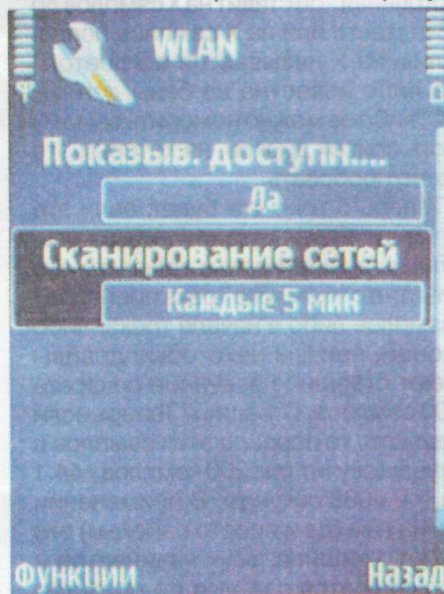 WLAN
Показыв. доступн....
Да
Сканирование сетей
Каждые 5 мин
Функции
Назад